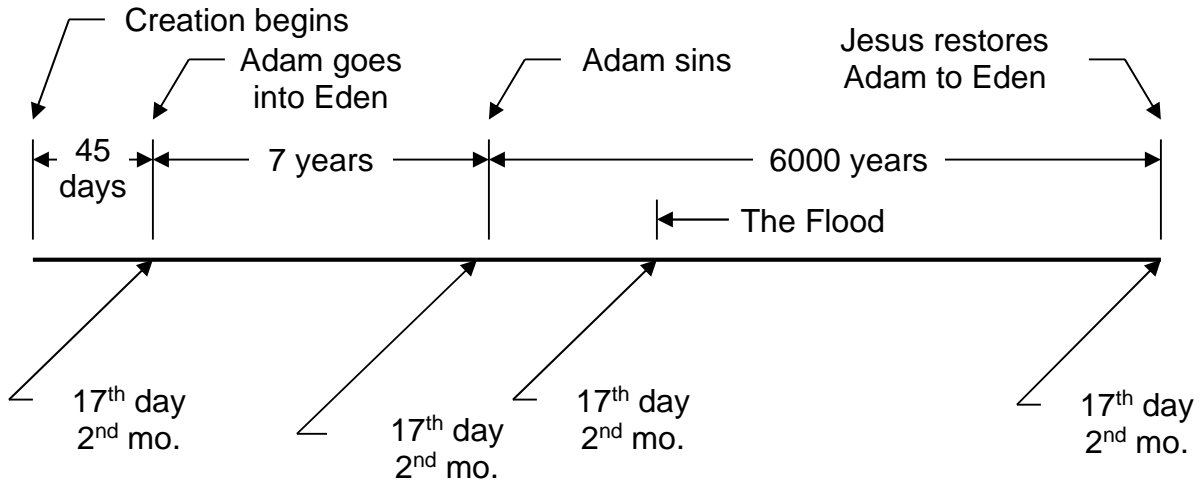 Creation begins
Adam goes
into Eden
Adam sins
Jesus restores
Adam to Eden
45
days
7 years
6000 years
The Flood
17th day
2nd mo.
17th day
2nd mo.
17th day
2nd mo.
17th day
2nd mo.